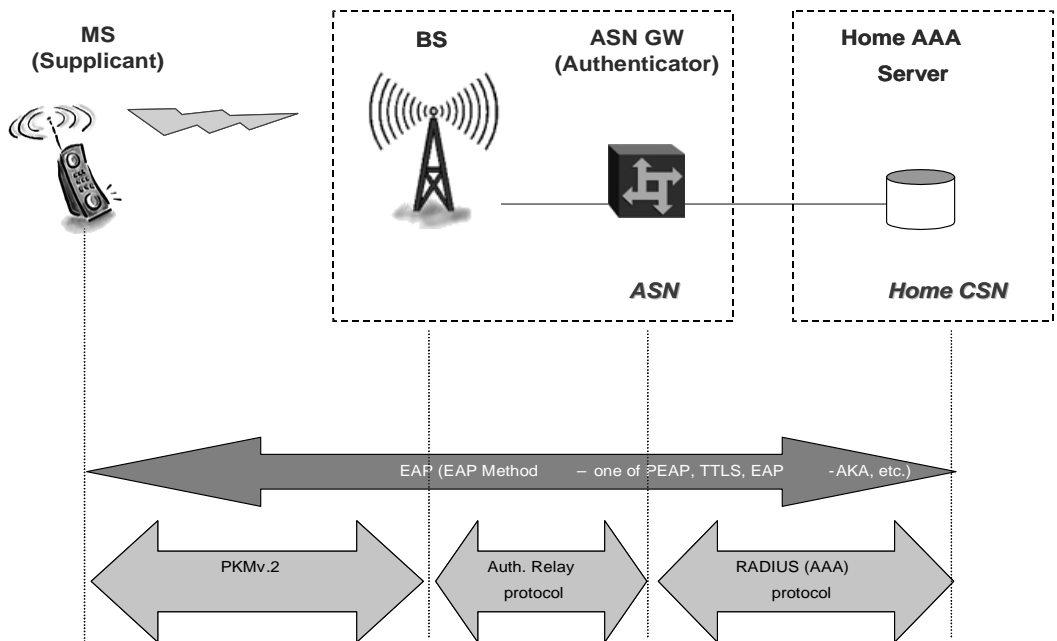 MS
(Supplicant)
BS
ASN GW
(Authenticator)
Home AAA
Server
ASN
Home CSN
EAP (EAP Method – one of PEAP, TTLS, EAP -AKA, etc.)
PKMv.2
Auth. Relay
protocol
RADIUS (AAA)
protocol